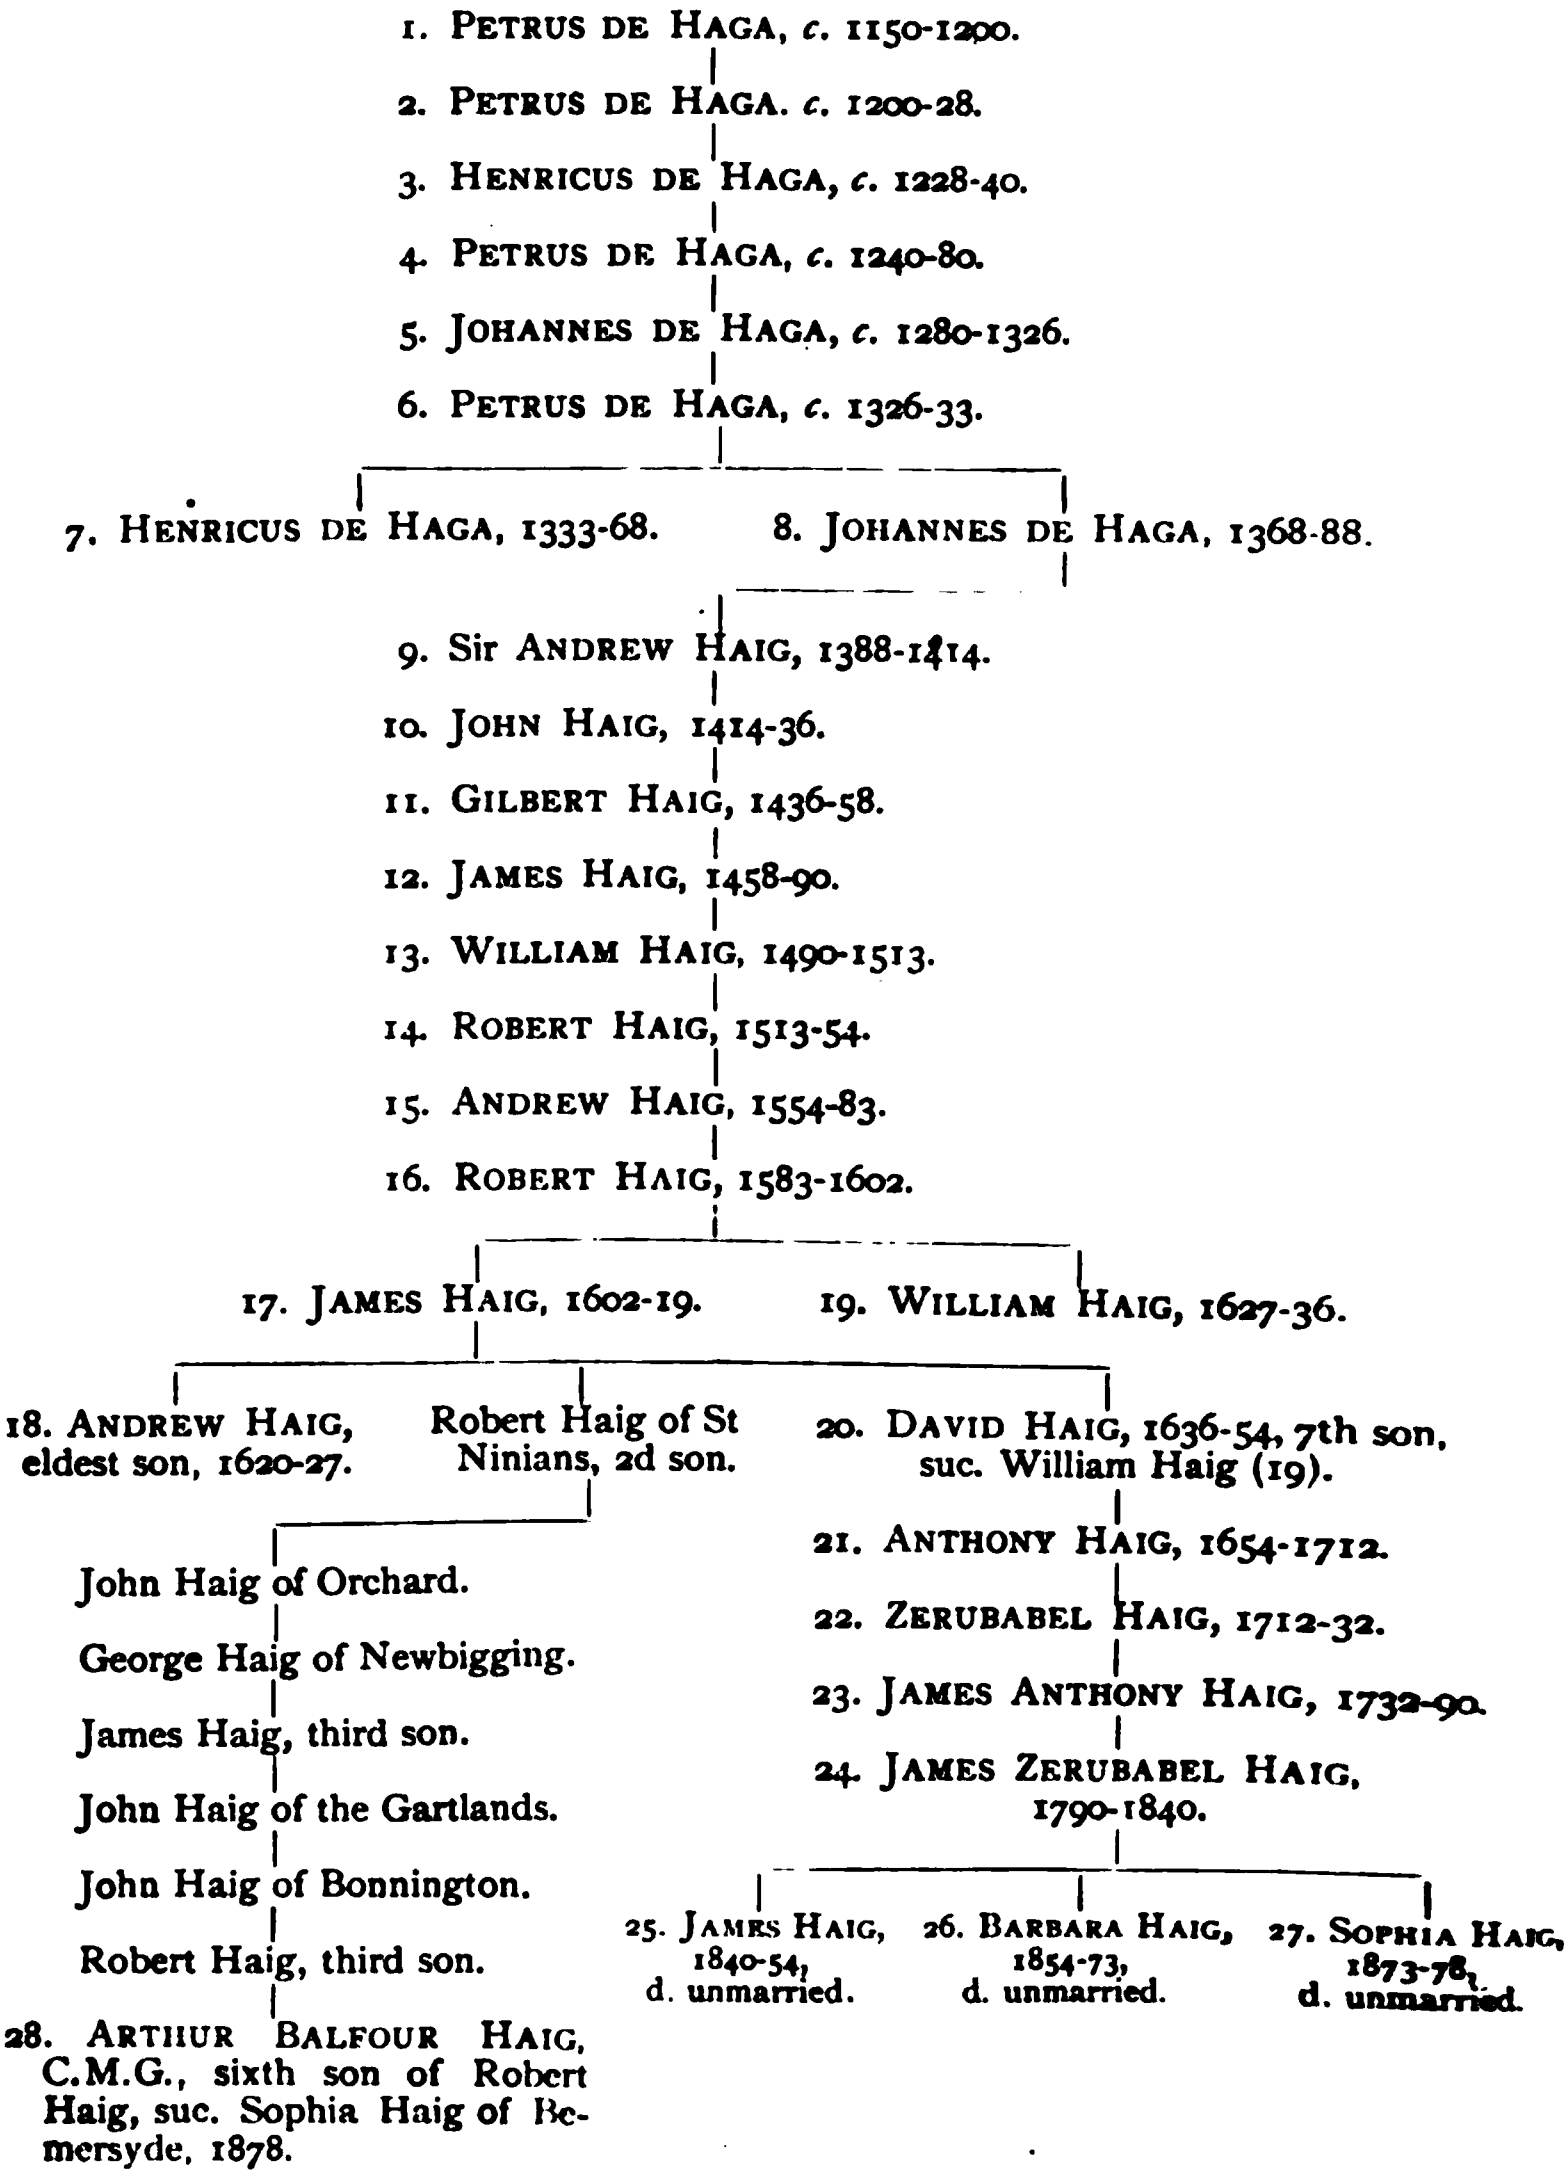 1. PETRUS DE HAGA, c. 1150-1200.
2. PETRUS DE HAGA. c. 1200-28.
3. HENRICUS DE HAGA, c. 1228-40.
4. PETRUS DE HAGA, c. 1240-80.
5. JOHANNES DE HAGA, c. 1280-1326.
6. PETRUS DE HAGA, c. 1326-33.
7. HENRICUS DE HAGA, 1333-68.
8. JOHANNES DE HAGA, 1368-88.
9. Sir ANDREW HAIG, 1388-1414.
10. JOHN HAIG, 1414-36.
11. GILBERT HAIG, 1436-58.
12. JAMES HAIG, 1458-90.
13. WILLIAM HAIG, 1490-1513.
14. ROBERT HAIG, 1513-54.
15. ANDREW HAIG, 1554-83.
16. ROBERT HAIG, 1583-1602.
17. JAMES HAIG, 1602-19.
19. WILLIAM HAIG, 1627-36.
18. ANDREW HAIG,
eldest son, 1620-27.
Robert Haig of St
Ninians, 2d son.
20. DAVID HAIG, 1636-54, 7th son,
suc. William Haig (19).
John Haig of Orchard.
George Haig of Newbigging.
James Haig, third son.
John Haig of the Gartlands.
John Haig of Bonnington.
Robert Haig, third son.
28. ARTHUR BALFOUR HAIG,
C.M.G., sixth son of Robert
Haig, suc. Sophia Haig of Be-
mersyde, 1878.
21. ANTHONY HAIG, 1654-1712.
22. ZERUBABEL HAIG, 1712-32.
23. JAMES ANTHONY HAIG, 1732-90.
24. JAMES ZERUBABEL HAIG,
1790-1840.
25. JAMES HAIG,
1840-54,
d. unmarried.
26. BARBARA HAIG,
1854-73,
d. unmarried.
27. SOPHIA HAIG,
1873-78,
d. unmarried.